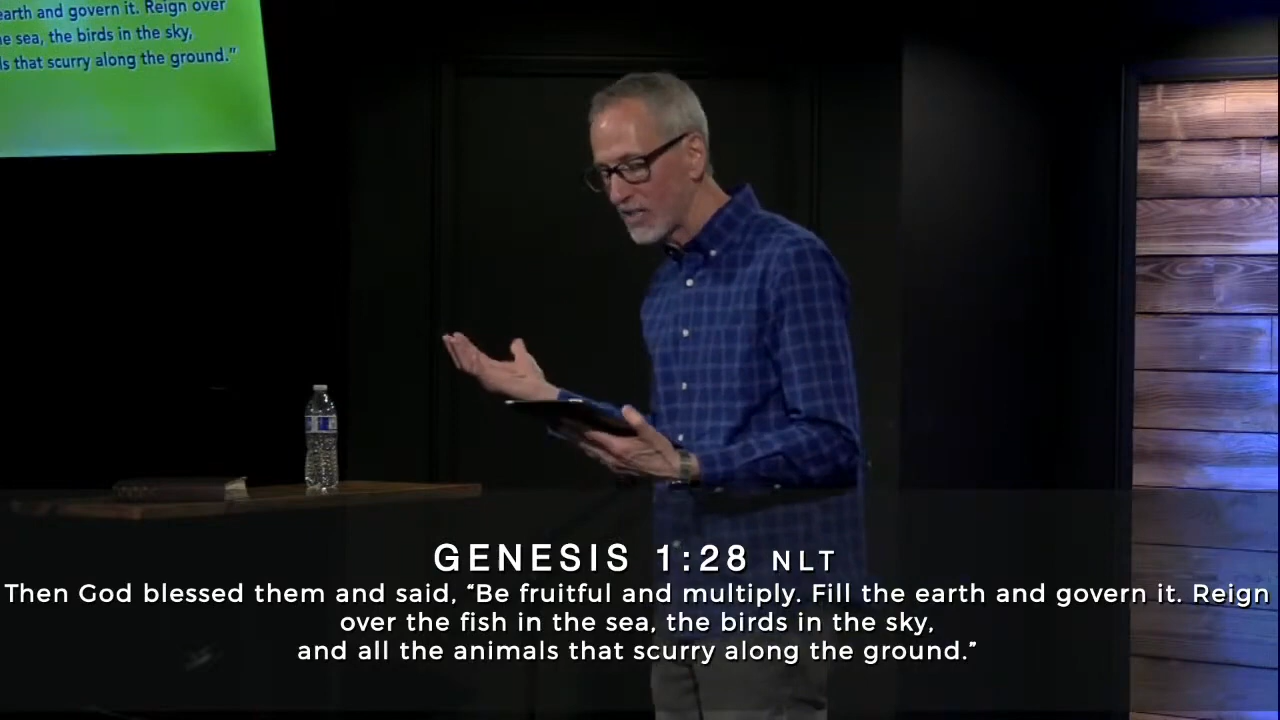 earth and govern it. Reign over
e sea, the birds in the sky,
ls that scurry along the ground.”
GENESIS 1:28 NLT
Then God blessed them and said, “Be fruitful and multiply. Fill the earth and govern it. Reign
over the fish in the sea, the birds in the sky,
and all the animals that scurry along the ground.”